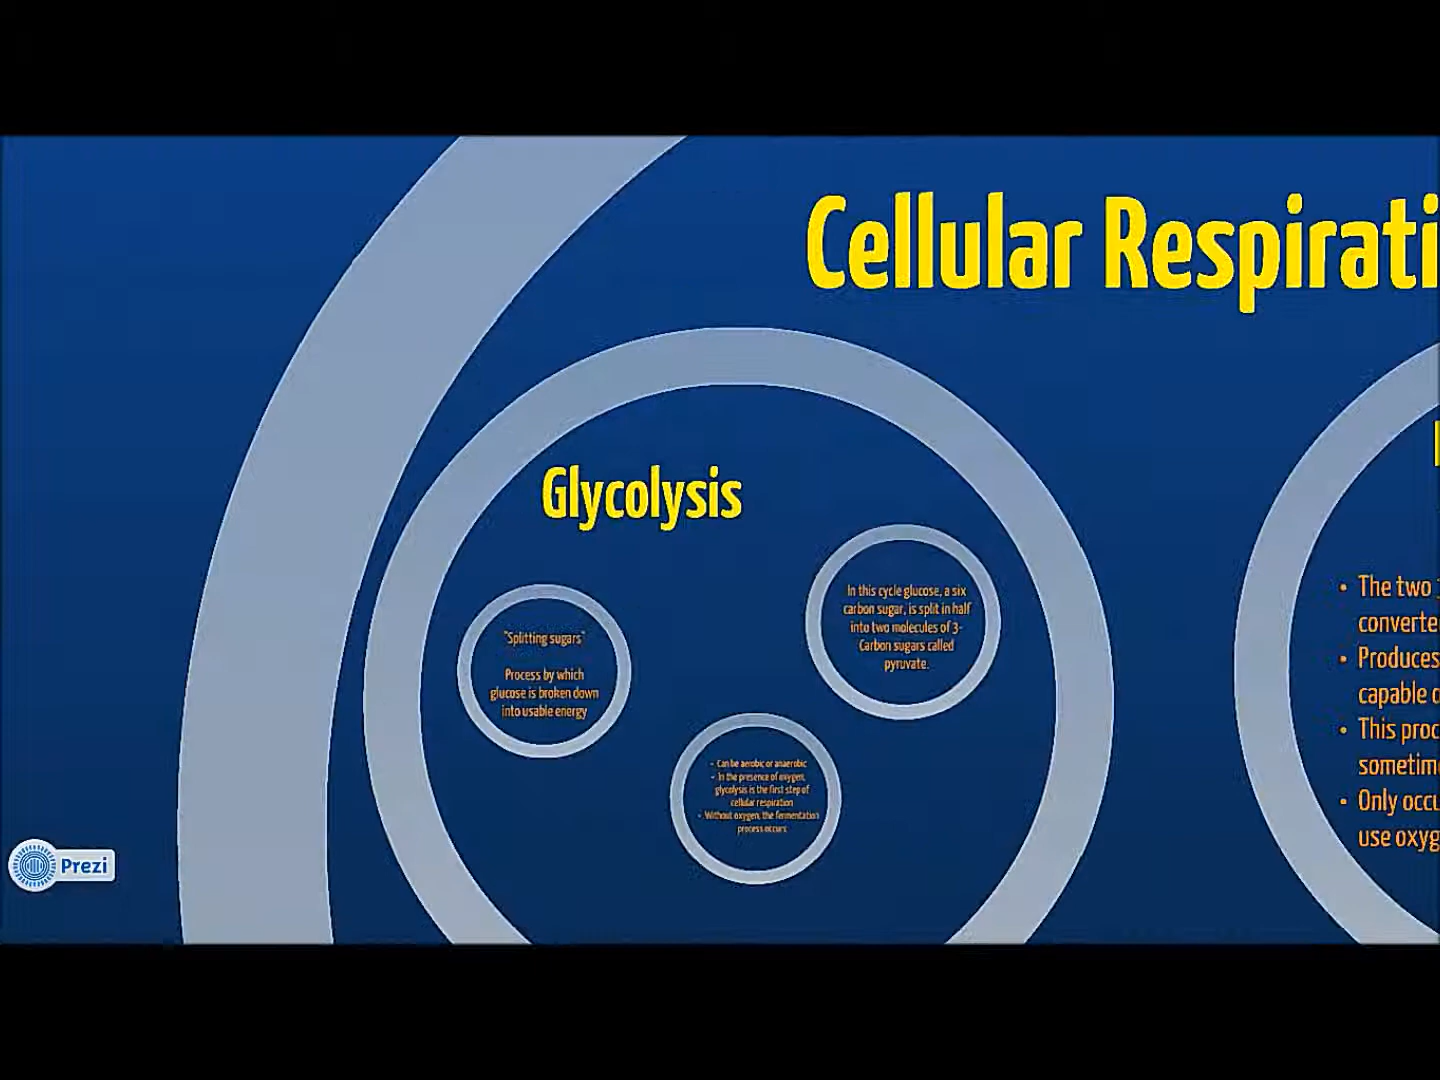 Cellular Respirati
Glycolysis
"Splitting sugars"
Process by which
glucose is broken down
into usable energy
In this cycle glucose, a six
carbon sugar, is split in half
into two molecules of 3-
Carbon sugars called
pyruvate.
- Can be aerobic or anaerobic
- In the presence of oxygen,
glycolysis is the first step of
cellular respiration
- Without oxygen, the fermentation
process occurs
• The two
converte
• Produces
capable
• This proc
sometim
• Only occu
use oxyg
Prezi